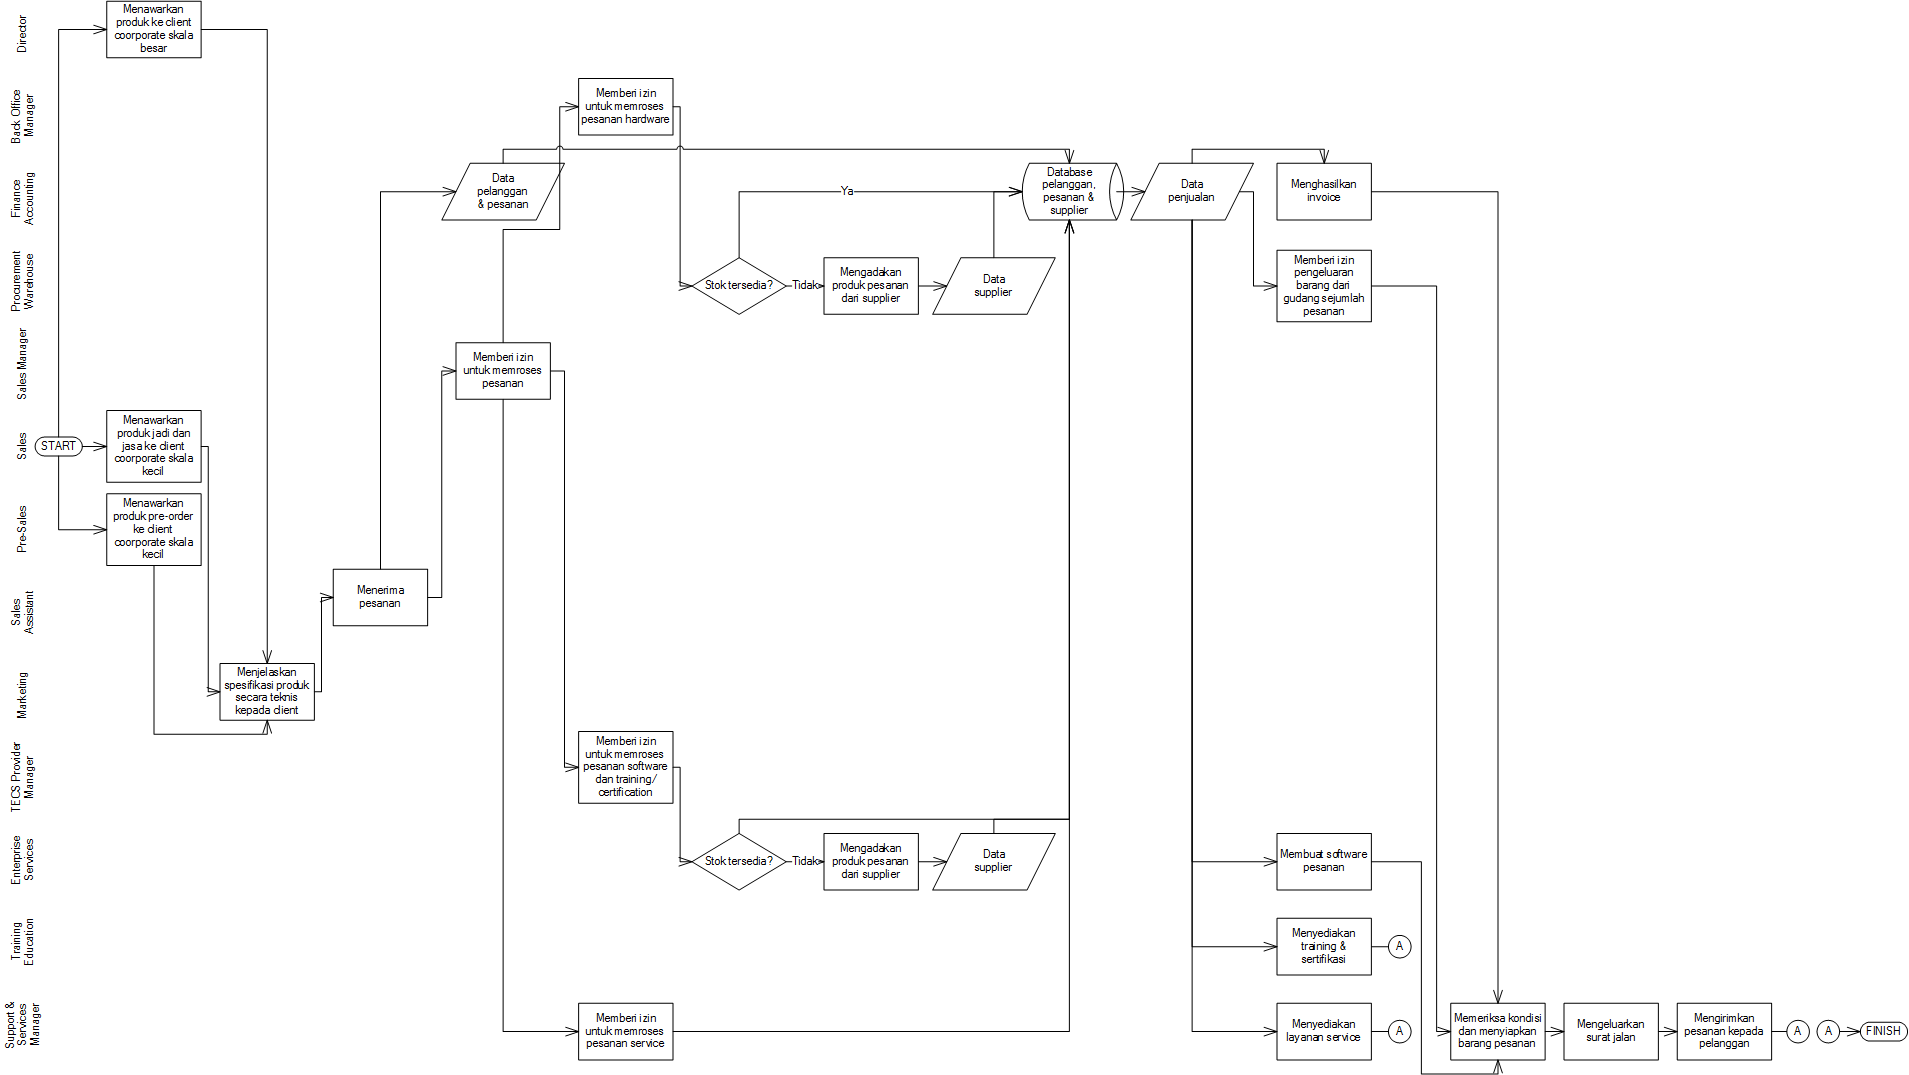 Director
Menawarkan
produk ke client
coorporate skala
besar
Back Office
Manager
Memberi izin
untuk memroses
pesanan hardware
Finance
Accounting
Data
pelanggan
& pesanan
Ya
Database
pelanggan,
pesanan &
supplier
Data
penjualan
Menghasilkan
invoice
Procurement
Warehouse
Stok tersedia?
Tidak
Mengadakan
produk pesanan
dari supplier
Data
supplier
Memberi izin
pengeluaran
barang dari
gudang sejumlah
pesanan
Sales Manager
Memberi izin
untuk memroses
pesanan
Sales
START
Menawarkan
produk jadi dan
jasa ke client
coorporate skala
kecil
Pre-Sales
Menawarkan
produk pre-order
ke client
coorporate skala
kecil
Sales
Assistant
Menerima
pesanan
Marketing
Menjelaskan
spesifikasi produk
secara teknis
kepada client
TECS Provider
Manager
Memberi izin
untuk memroses
pesanan software
dan training/
certification
Enterprise
Services
Stok tersedia?
Tidak
Mengadakan
produk pesanan
dari supplier
Data
supplier
Membuat software
pesanan
Training
Education
Menyediakan
training &
sertifikasi
A
Support &
Services
Manager
Memberi izin
untuk memroses
pesanan service
Menyediakan
layanan service
A
Memeriksa kondisi
dan menyiapkan
barang pesanan
Mengeluarkan
surat jalan
Mengirimkan
pesanan kepada
pelanggan
A
A
FINISH